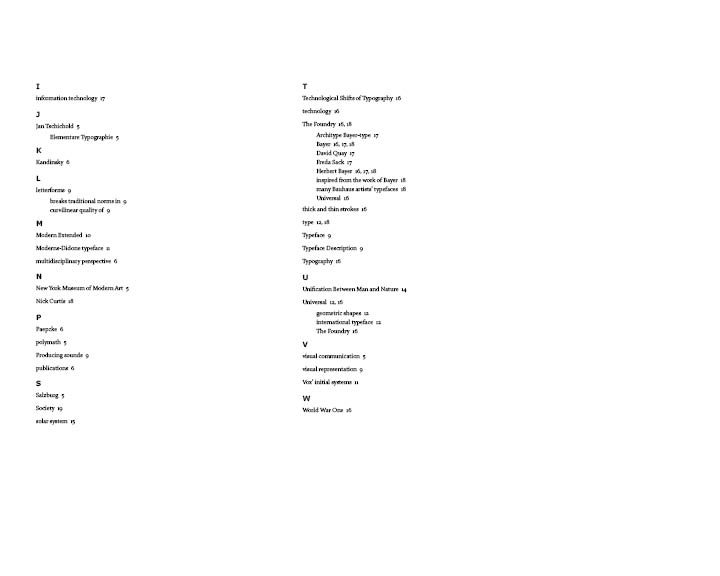 I
information technology 17
J
Jan Tschichold 5
Elementare Typographie 5
K
Kandinsky 6
L
letterforms 9
breaks traditional norms in 9
curvilinear quality of 9
M
Modern Extended 10
Moderns-Didone typeface 11
multidisciplinary perspective 6
N
New York Museum of Modern Art 5
Nick Curtis 18
P
Paepcke 6
polymath 5
Producing sounds 9
publications 6
S
Salzburg 5
Society 19
solar system 15
T
Technological Shifts of Typography 16
technology 16
The Foundry 16, 18
Architype Bayer-type 17
Bayer 16, 17, 18
David Quay 17
Freda Sack 17
Herbert Bayer 16, 17, 18
inspired from the work of Bayer 18
many Bauhaus artists' typefaces 18
Universal 16
thick and thin strokes 16
type 12, 18
Typeface 9
Typeface Description 9
Typography 16
U
Unification Between Man and Nature 14
Universal 12, 16
geometric shapes 12
international typeface 12
The Foundry 16
V
visual communication 5
visual representation 9
Vox' initial systems 11
W
World War One 16